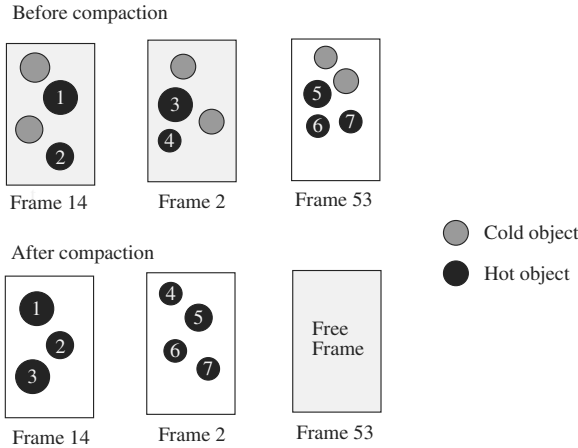 Before compaction
1
2
3
4
5
6
7
Frame 14
Frame 2
Frame 53
Cold object
Hot object
After compaction
1
2
3
4
5
6
7
Free
Frame
Frame 14
Frame 2
Frame 53